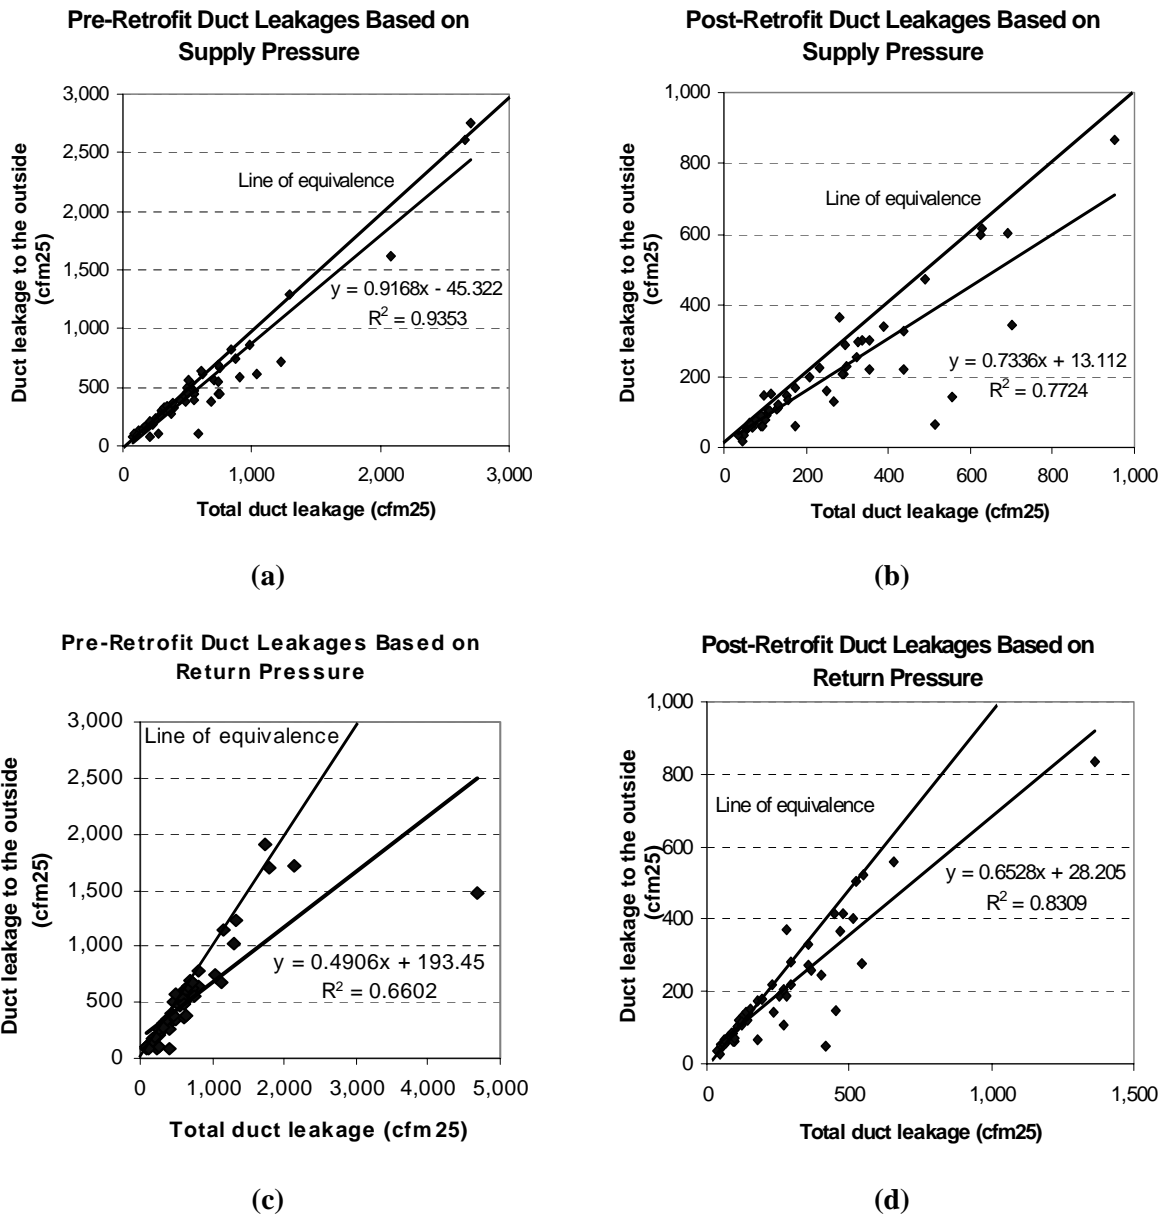 Pre-Retrofit Duct Leakages Based on
Supply Pressure
3,000
2,500
2,000
1,500
1,000
500
0
Duct leakage to the outside
(cfm25)
Line of equivalence
y = 0.9168x - 45.322
R² = 0.9353
0 1,000 2,000 3,000
Total duct leakage (cfm25)
(a)
Post-Retrofit Duct Leakages Based on
Supply Pressure
1,000
800
600
400
200
0
Duct leakage to the outside
(cfm25)
Line of equivalence
y = 0.7336x + 13.112
R² = 0.7724
0 200 400 600 800 1,000
Total duct leakage (cfm25)
(b)
Pre-Retrofit Duct Leakages Based on
Return Pressure
3,000
2,500
2,000
1,500
1,000
500
0
Duct leakage to the outside
(cfm25)
Line of equivalence
y = 0.4906x + 193.45
R² = 0.6602
0 1,000 2,000 3,000 4,000 5,000
Total duct leakage (cfm25)
(c)
Post-Retrofit Duct Leakages Based on
Return Pressure
1,000
800
600
400
200
0
Duct leakage to the outside
(cfm25)
Line of equivalence
y = 0.6528x + 28.205
R² = 0.8309
0 500 1,000 1,500
Total duct leakage (cfm25)
(d)